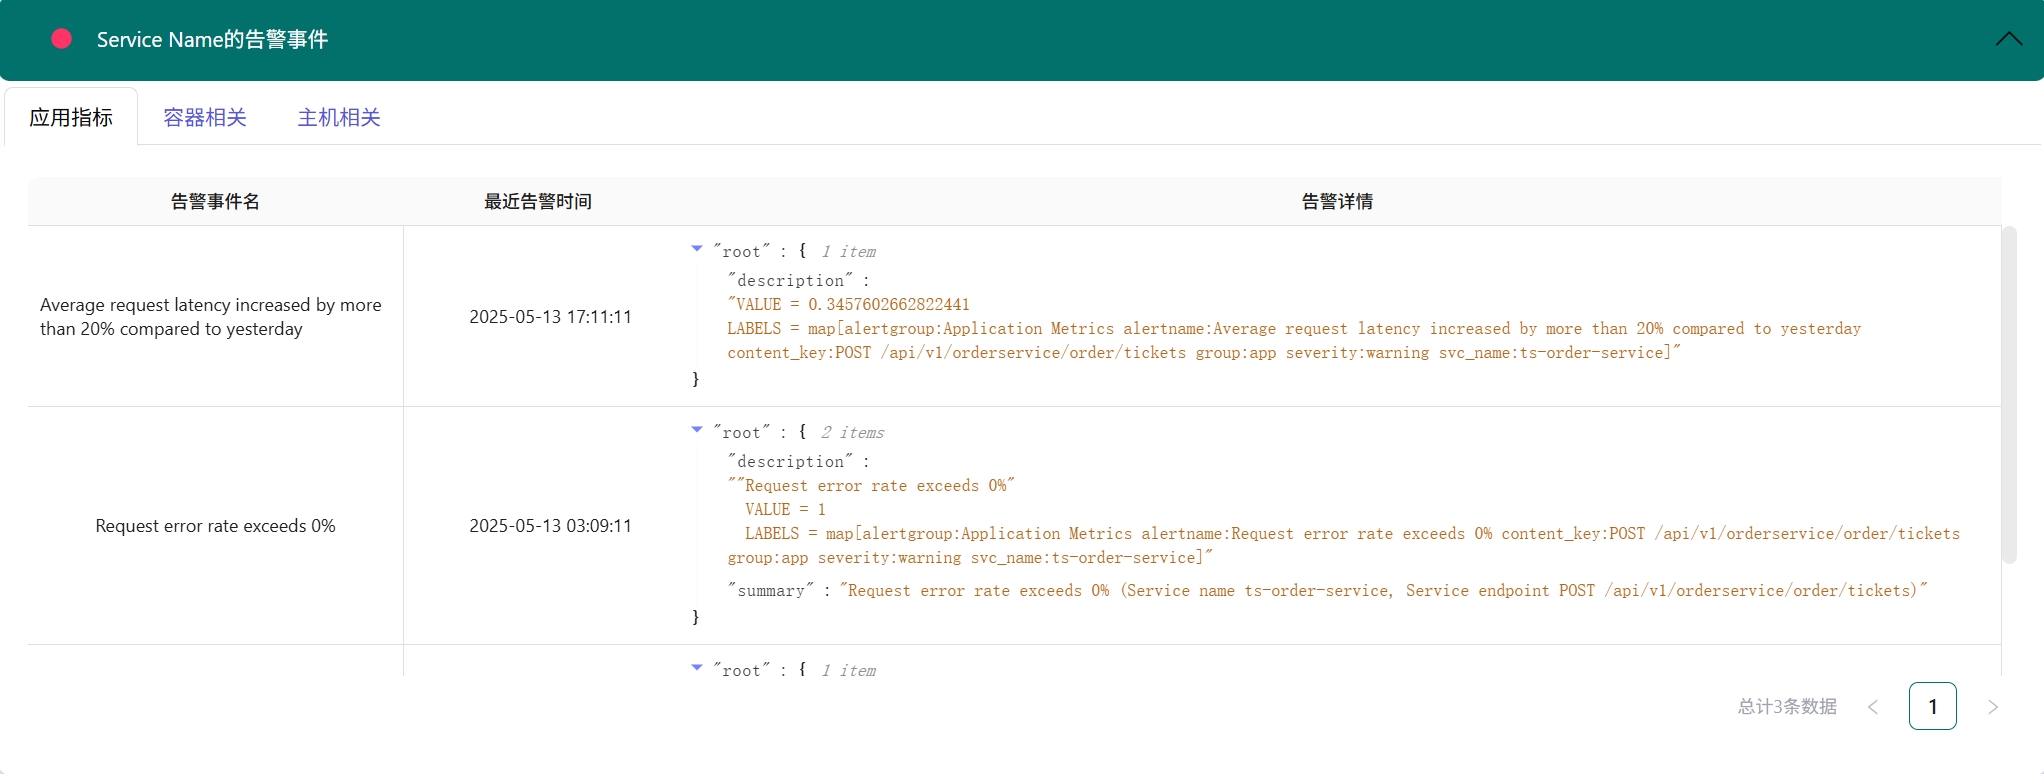 Service Name的告警事件
应用指标 容器相关 主机相关
告警事件名 最近告警时间 告警详情
Average request latency increased by more
than 20% compared to yesterday
2025-05-13 17:11:11
"root" : { 1 item
"description" :
"VALUE = 0.3457602662822441
LABELS = map[alertgroup:Application Metrics alertname:Average request latency increased by more than 20% compared to yesterday
content_key:POST /api/v1/orderservice/order/tickets group:app severity:warning svc_name:ts-order-service]"
}
Request error rate exceeds 0%
2025-05-13 03:09:11
"root" : { 2 items
"description" :
""Request error rate exceeds 0%"
VALUE = 1
LABELS = map[alertgroup:Application Metrics alertname:Request error rate exceeds 0% content_key:POST /api/v1/orderservice/order/tickets
group:app severity:warning svc_name:ts-order-service]"
"summary" : "Request error rate exceeds 0% (Service name ts-order-service, Service endpoint POST /api/v1/orderservice/order/tickets)"
}
"root" : { 1 item
总计3条数据 < 1 >